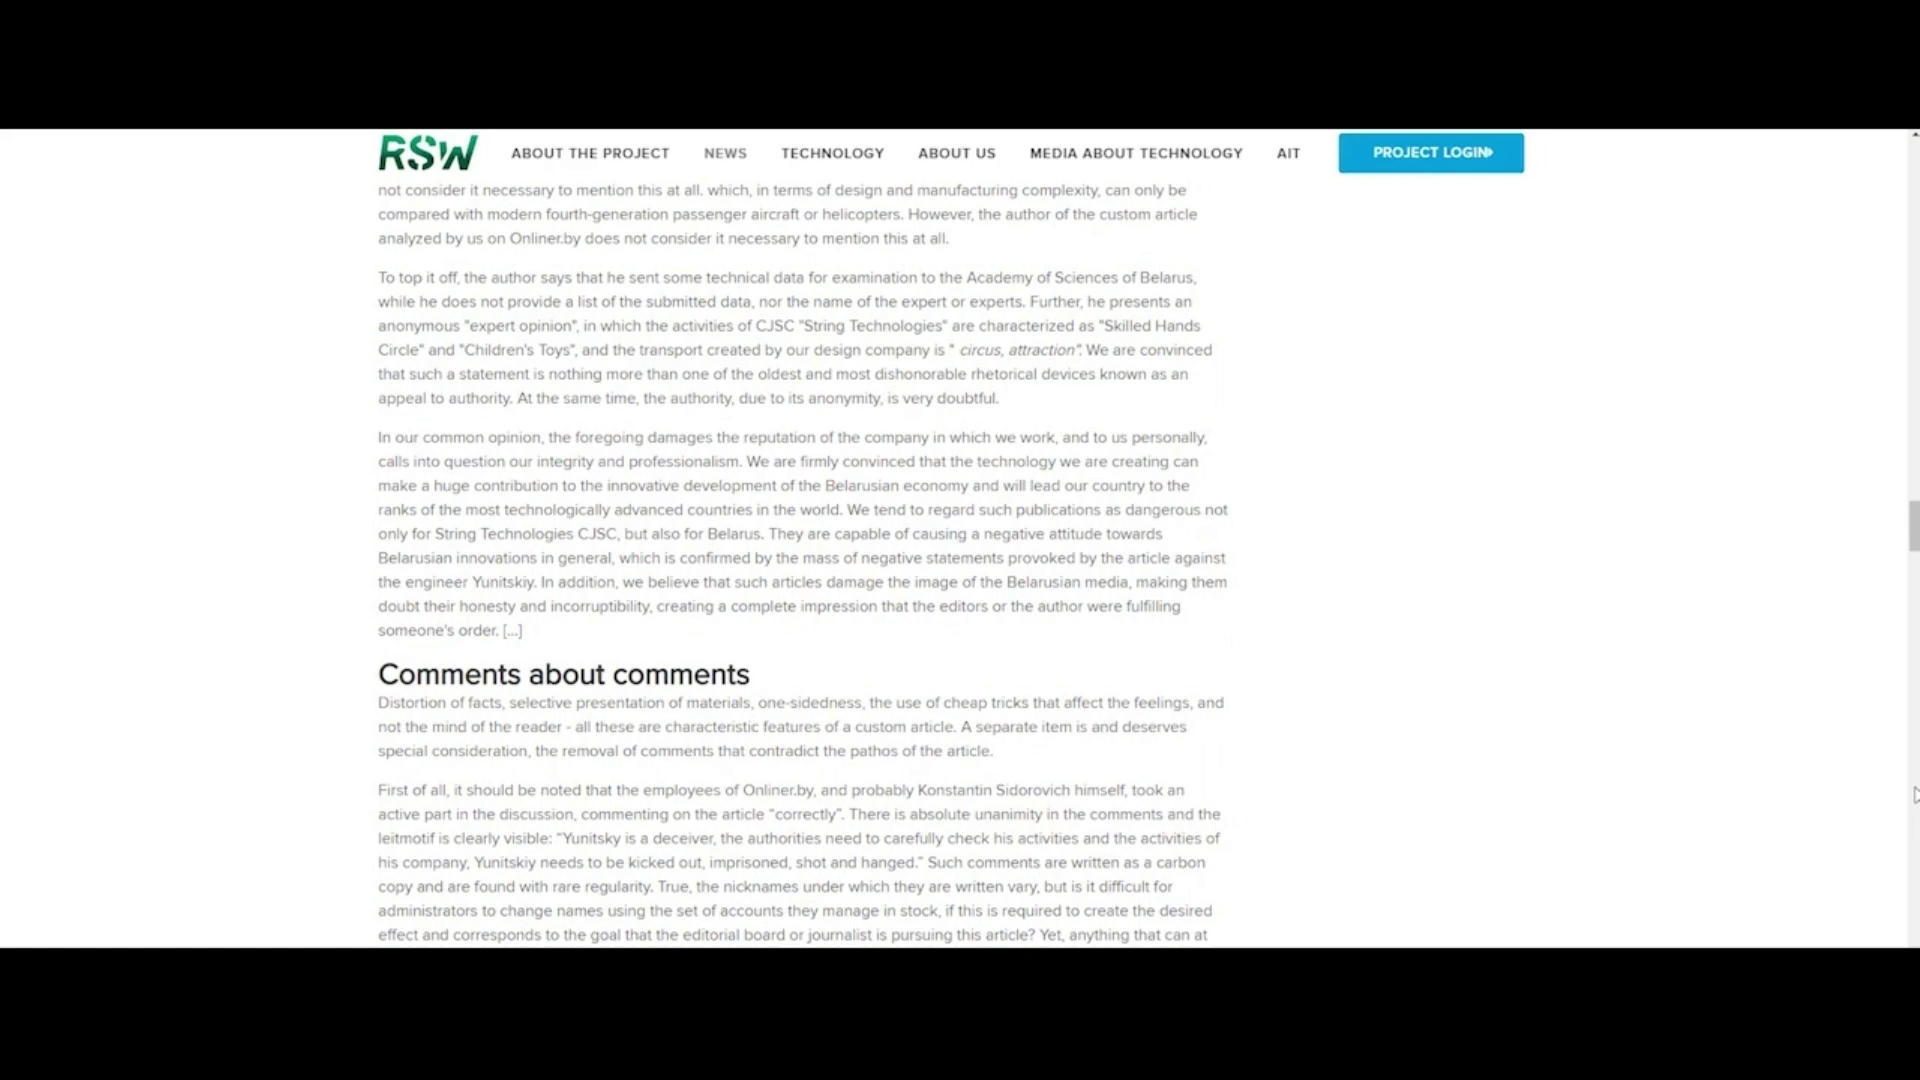 RSW ABOUT THE PROJECT NEWS TECHNOLOGY ABOUT US MEDIA ABOUT TECHNOLOGY AIT PROJECT LOGIN
not consider it necessary to mention this at all. which, in terms of design and manufacturing complexity, can only be
compared with modern fourth-generation passenger aircraft or helicopters. However, the author of the custom article
analyzed by us on Onliner.by does not consider it necessary to mention this at all.
To top it off, the author says that he sent some technical data for examination to the Academy of Sciences of Belarus,
while he does not provide a list of the submitted data, nor the name of the expert or experts. Further, he presents an
anonymous "expert opinion", in which the activities of CJSC "String Technologies" are characterized as "Skilled Hands
Circle" and "Children's Toys", and the transport created by our design company is " circus, attraction". We are convinced
that such a statement is nothing more than one of the oldest and most dishonorable rhetorical devices known as an
appeal to authority. At the same time, the authority, due to its anonymity, is very doubtful.
In our common opinion, the foregoing damages the reputation of the company in which we work, and to us personally,
calls into question our integrity and professionalism. We are firmly convinced that the technology we are creating can
make a huge contribution to the innovative development of the Belarusian economy and will lead our country to the
ranks of the most technologically advanced countries in the world. We tend to regard such publications as dangerous not
only for String Technologies CJSC, but also for Belarus. They are capable of causing a negative attitude towards
Belarusian innovations in general, which is confirmed by the mass of negative statements provoked by the article against
the engineer Yunitskiy. In addition, we believe that such articles damage the image of the Belarusian media, making them
doubt their honesty and incorruptibility, creating a complete impression that the editors or the author were fulfilling
someone's order. [...]
Comments about comments
Distortion of facts, selective presentation of materials, one-sidedness, the use of cheap tricks that affect the feelings, and
not the mind of the reader - all these are characteristic features of a custom article. A separate item is and deserves
special consideration, the removal of comments that contradict the pathos of the article.
First of all, it should be noted that the employees of Onliner.by, and probably Konstantin Sidorovich himself, took an
active part in the discussion, commenting on the article “correctly”. There is absolute unanimity in the comments and the
leitmotif is clearly visible: “Yunitsky is a deceiver, the authorities need to carefully check his activities and the activities of
his company, Yunitskiy needs to be kicked out, imprisoned, shot and hanged.” Such comments are written as a carbon
copy and are found with rare regularity. True, the nicknames under which they are written vary, but is it difficult for
administrators to change names using the set of accounts they manage in stock, if this is required to create the desired
effect and corresponds to the goal that the editorial board or journalist is pursuing this article? Yet, anything that can at